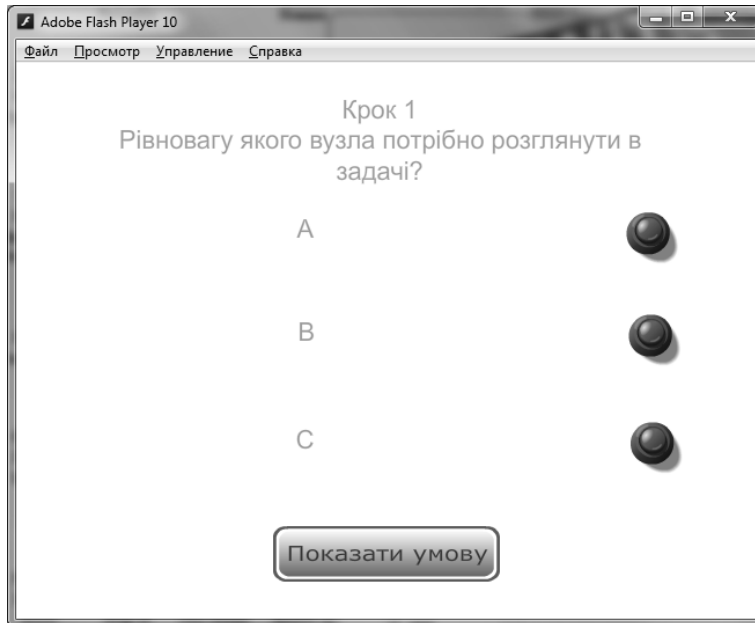 Adobe Flash Player 10
Файл Просмотр Управление Справка
Крок 1
Рівновагу якого вузла потрібно розглянути в
задачі?
A
B
C
Показати умову